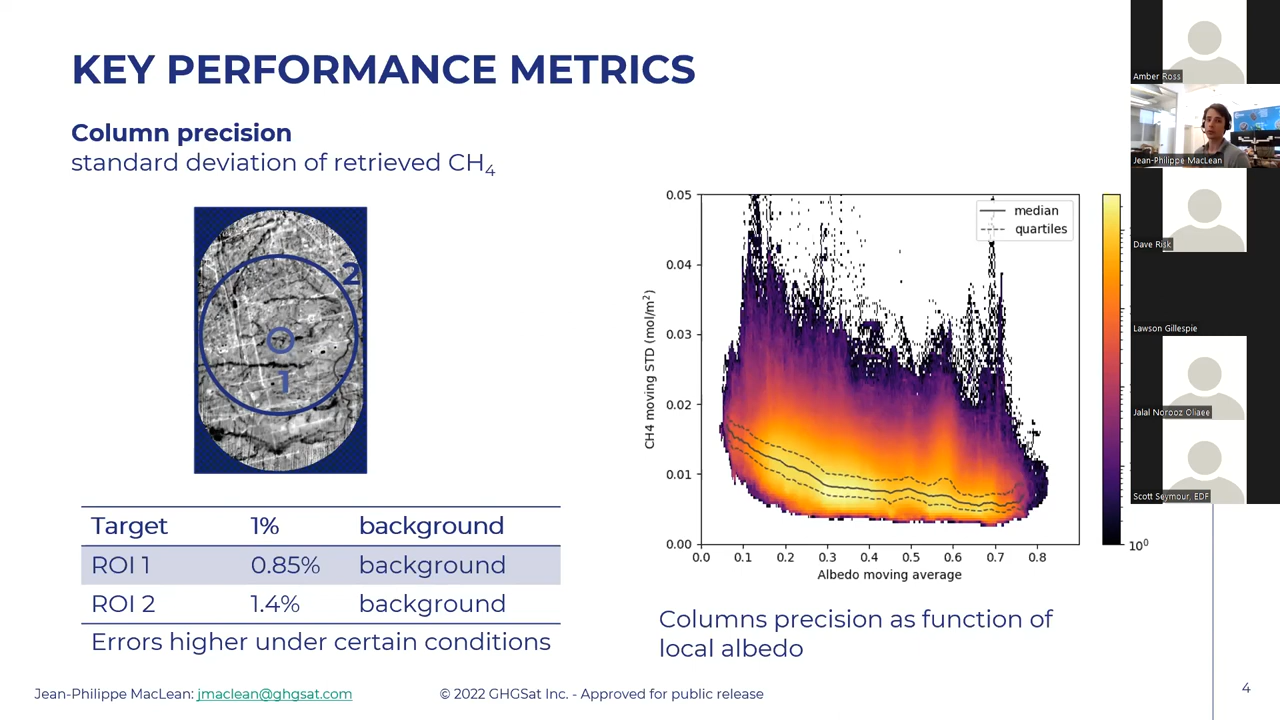 KEY PERFORMANCE METRICS
Column precision
standard deviation of retrieved CH₄
2
1
Target 1% background
ROI 1 0.85% background
ROI 2 1.4% background
Errors higher under certain conditions
median
quartiles
0.05
0.04
0.03
0.02
0.01
0.00
CH4 moving STD (mol/m²)
0.0 0.1 0.2 0.3 0.4 0.5 0.6 0.7 0.8
Albedo moving average
10⁰
Columns precision as function of
local albedo
Jean-Philippe MacLean: jmaclean@ghgsat.com
© 2022 GHGSat Inc. - Approved for public release
4
Amber Ross
Jean-Philippe MacLean
Dave Risk
Lawson Gillespie
Jalal Norooz Oliaee
Scott Seymour, EDF